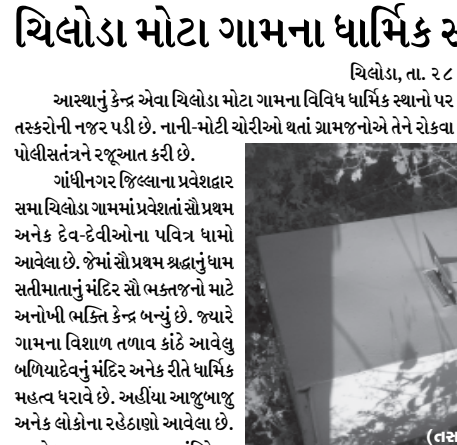 ચિલોડા મોટા ગામના ધાર્મિક
ચિલોડા, તા. ૨૮
આસ્થાનું કેન્દ્ર એવા ચિલોડા મોટા ગામના વિવિધ ધાર્મિક સ્થાનો પર
તસ્કરોની નજર પડી છે. નાની-મોટી ચોરીઓ થતાં ગ્રામજનોએ તેને રોકવા
પોલીસતંત્રને રજૂઆત કરી છે.
ગાંધીનગર જિલ્લાના પ્રવેશદ્વાર
સમા ચિલોડા ગામમાં પ્રવેશતાં સૌ પ્રથમ
અનેક દેવ-દેવીઓના પવિત્ર ધામો
આવેલા છે. જેમાં સૌ પ્રથમ શ્રદ્ધાનું ધામ
સતીમાતાનું મંદિર સૌ ભક્તજનો માટે
અનોખી ભક્તિ કેન્દ્ર બન્યું છે. જ્યારે
ગામના વિશાળ તળાવ કાંઠે આવેલુ
બળિયાદેવનું મંદિર અનેક રીતે ધાર્મિક
મહત્વ ધરાવે છે. અહીંયા આજુબાજુ
અનેક લોકોના રહેઠાણો આવેલા છે.